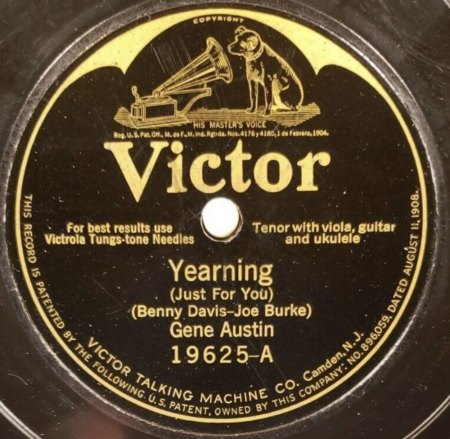 COPYRIGHT
HIS MASTER'S VOICE
Reg. U.S. Pat. Off., M. de F., M. Ind. Rgtrda. Nos. 4176 y 4180, 1 de Febrero, 1904.
Victor
For best results use
Victrola Tungs-tone Needles
Tenor with viola, guitar
and ukulele
Yearning
(Just For You)
(Benny Davis–Joe Burke)
Gene Austin
19625-A
VICTOR TALKING MACHINE CO. Camden, N.J.
THIS RECORD IS PATENTED BY THE FOLLOWING U.S. PATENT, OWNED BY THIS COMPANY: NO. 896,059, DATED AUGUST 11, 1908.